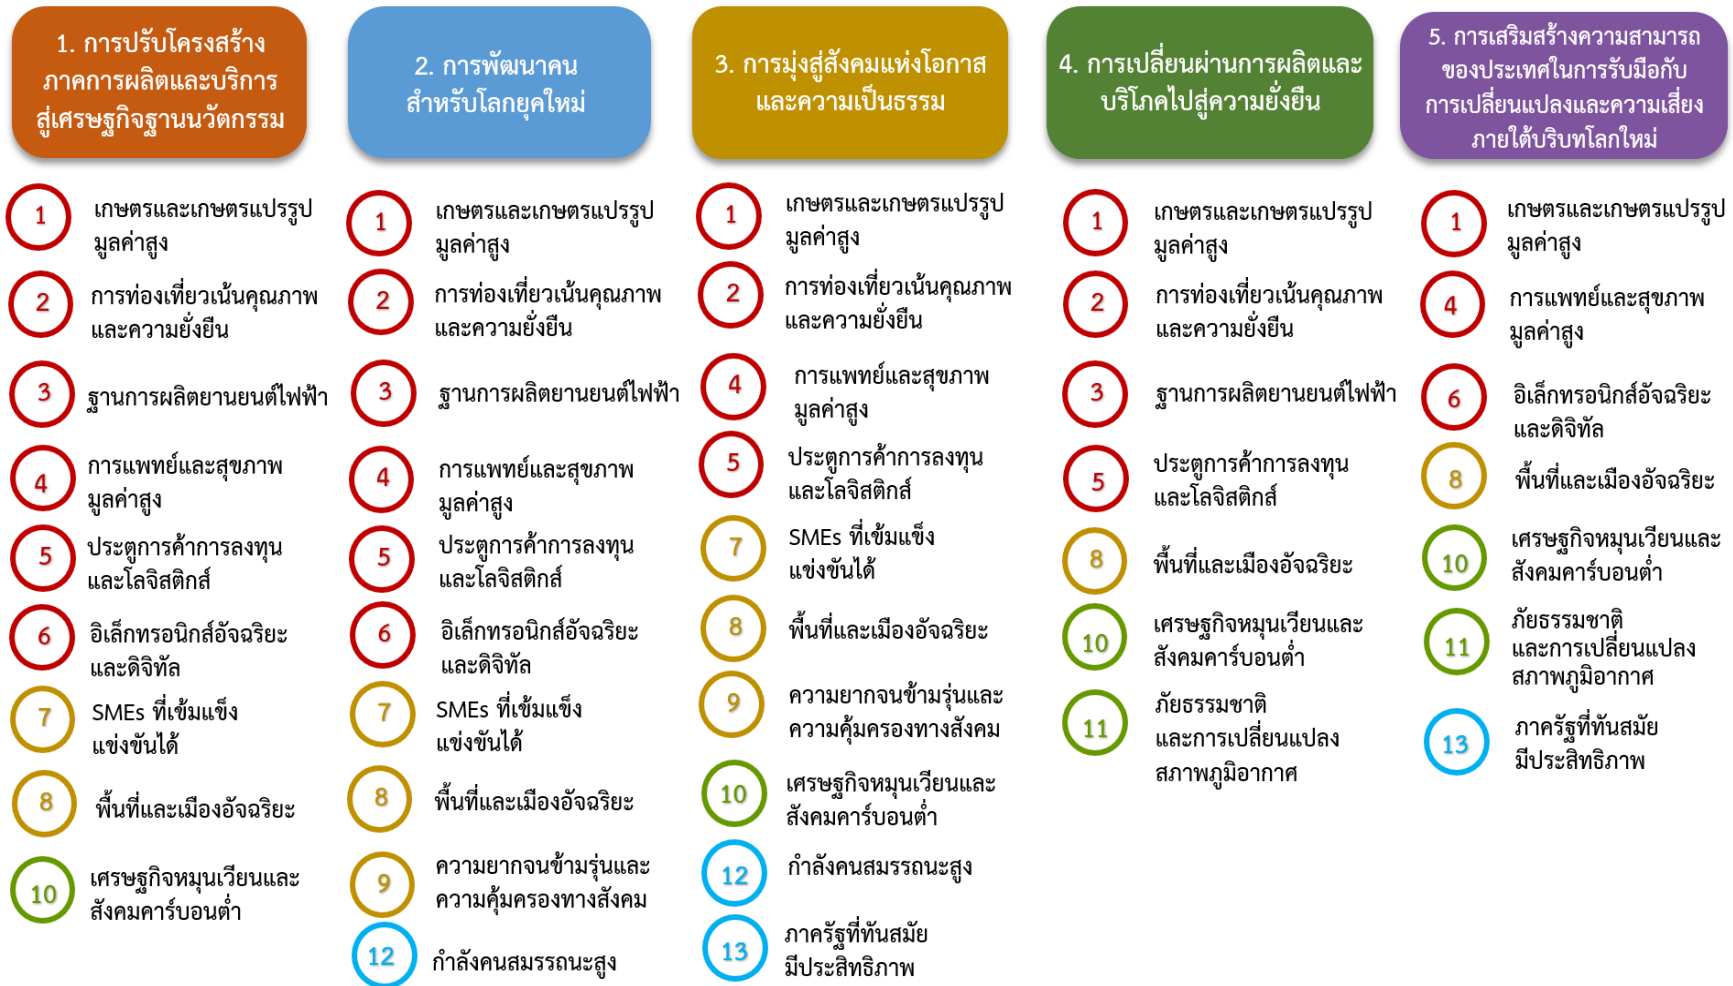 1. การปรับโครงสร้าง
ภาคการผลิตและบริการ
สู่เศรษฐกิจฐานนวัตกรรม
1
เกษตรและเกษตรแปรรูป
มูลค่าสูง
2
การท่องเที่ยวเน้นคุณภาพ
และความยั่งยืน
3
ฐานการผลิตยานยนต์ไฟฟ้า
4
การแพทย์และสุขภาพ
มูลค่าสูง
5
ประตูการค้าการลงทุน
และโลจิสติกส์
6
อิเล็กทรอนิกส์อัจฉริยะ
และดิจิทัล
7
SMEs ที่เข้มแข็ง
แข่งขันได้
8
พื้นที่และเมืองอัจฉริยะ
10
เศรษฐกิจหมุนเวียนและ
สังคมคาร์บอนต่ำ
2. การพัฒนาคน
สำหรับโลกยุคใหม่
1
เกษตรและเกษตรแปรรูป
มูลค่าสูง
2
การท่องเที่ยวเน้นคุณภาพ
และความยั่งยืน
3
ฐานการผลิตยานยนต์ไฟฟ้า
4
การแพทย์และสุขภาพ
มูลค่าสูง
5
ประตูการค้าการลงทุน
และโลจิสติกส์
6
อิเล็กทรอนิกส์อัจฉริยะ
และดิจิทัล
7
SMEs ที่เข้มแข็ง
แข่งขันได้
8
พื้นที่และเมืองอัจฉริยะ
9
ความยากจนข้ามรุ่นและ
ความคุ้มครองทางสังคม
12
กำลังคนสมรรถนะสูง
3. การมุ่งสู่สังคมแห่งโอกาส
และความเป็นธรรม
1
เกษตรและเกษตรแปรรูป
มูลค่าสูง
2
การท่องเที่ยวเน้นคุณภาพ
และความยั่งยืน
4
การแพทย์และสุขภาพ
มูลค่าสูง
5
ประตูการค้าการลงทุน
และโลจิสติกส์
7
SMEs ที่เข้มแข็ง
แข่งขันได้
8
พื้นที่และเมืองอัจฉริยะ
9
ความยากจนข้ามรุ่นและ
ความคุ้มครองทางสังคม
10
เศรษฐกิจหมุนเวียนและ
สังคมคาร์บอนต่ำ
12
กำลังคนสมรรถนะสูง
13
ภาครัฐที่ทันสมัย
มีประสิทธิภาพ
4. การเปลี่ยนผ่านการผลิตและ
บริโภคไปสู่ความยั่งยืน
1
เกษตรและเกษตรแปรรูป
มูลค่าสูง
2
การท่องเที่ยวเน้นคุณภาพ
และความยั่งยืน
3
ฐานการผลิตยานยนต์ไฟฟ้า
5
ประตูการค้าการลงทุน
และโลจิสติกส์
8
พื้นที่และเมืองอัจฉริยะ
10
เศรษฐกิจหมุนเวียนและ
สังคมคาร์บอนต่ำ
11
ภัยธรรมชาติ
และการเปลี่ยนแปลง
สภาพภูมิอากาศ
5. การเสริมสร้างความสามารถ
ของประเทศในการรับมือกับ
การเปลี่ยนแปลงและความเสี่ยง
ภายใต้บริบทโลกใหม่
1
เกษตรและเกษตรแปรรูป
มูลค่าสูง
4
การแพทย์และสุขภาพ
มูลค่าสูง
6
อิเล็กทรอนิกส์อัจฉริยะ
และดิจิทัล
8
พื้นที่และเมืองอัจฉริยะ
10
เศรษฐกิจหมุนเวียนและ
สังคมคาร์บอนต่ำ
11
ภัยธรรมชาติ
และการเปลี่ยนแปลง
สภาพภูมิอากาศ
13
ภาครัฐที่ทันสมัย
มีประสิทธิภาพ